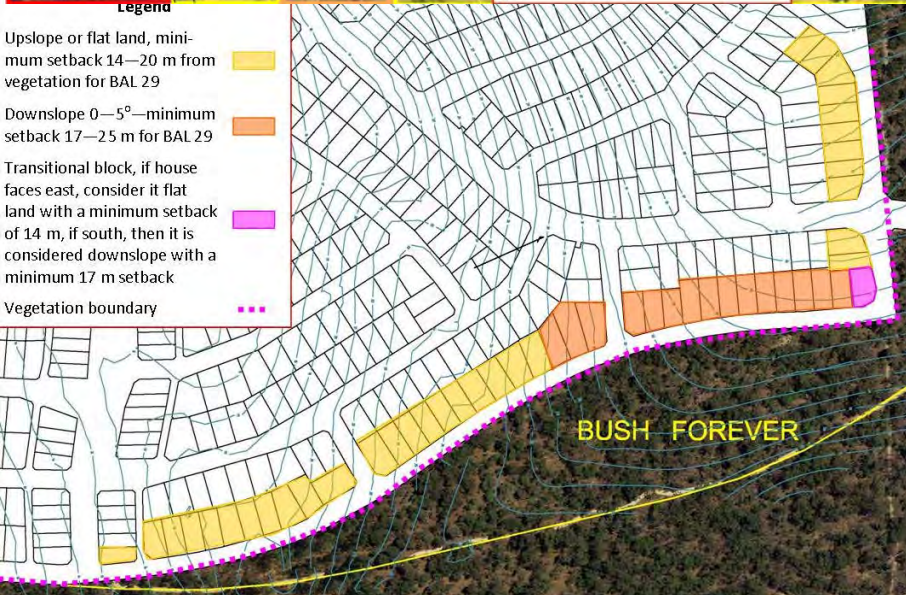 Legend
Upslope or flat land, mini-
mum setback 14—20 m from
vegetation for BAL 29
Downslope 0—5°—minimum
setback 17—25 m for BAL 29
Transitional block, if house
faces east, consider it flat
land with a minimum setback
of 14 m, if south, then it is
considered downslope with a
minimum 17 m setback
Vegetation boundary
BUSH FOREVER